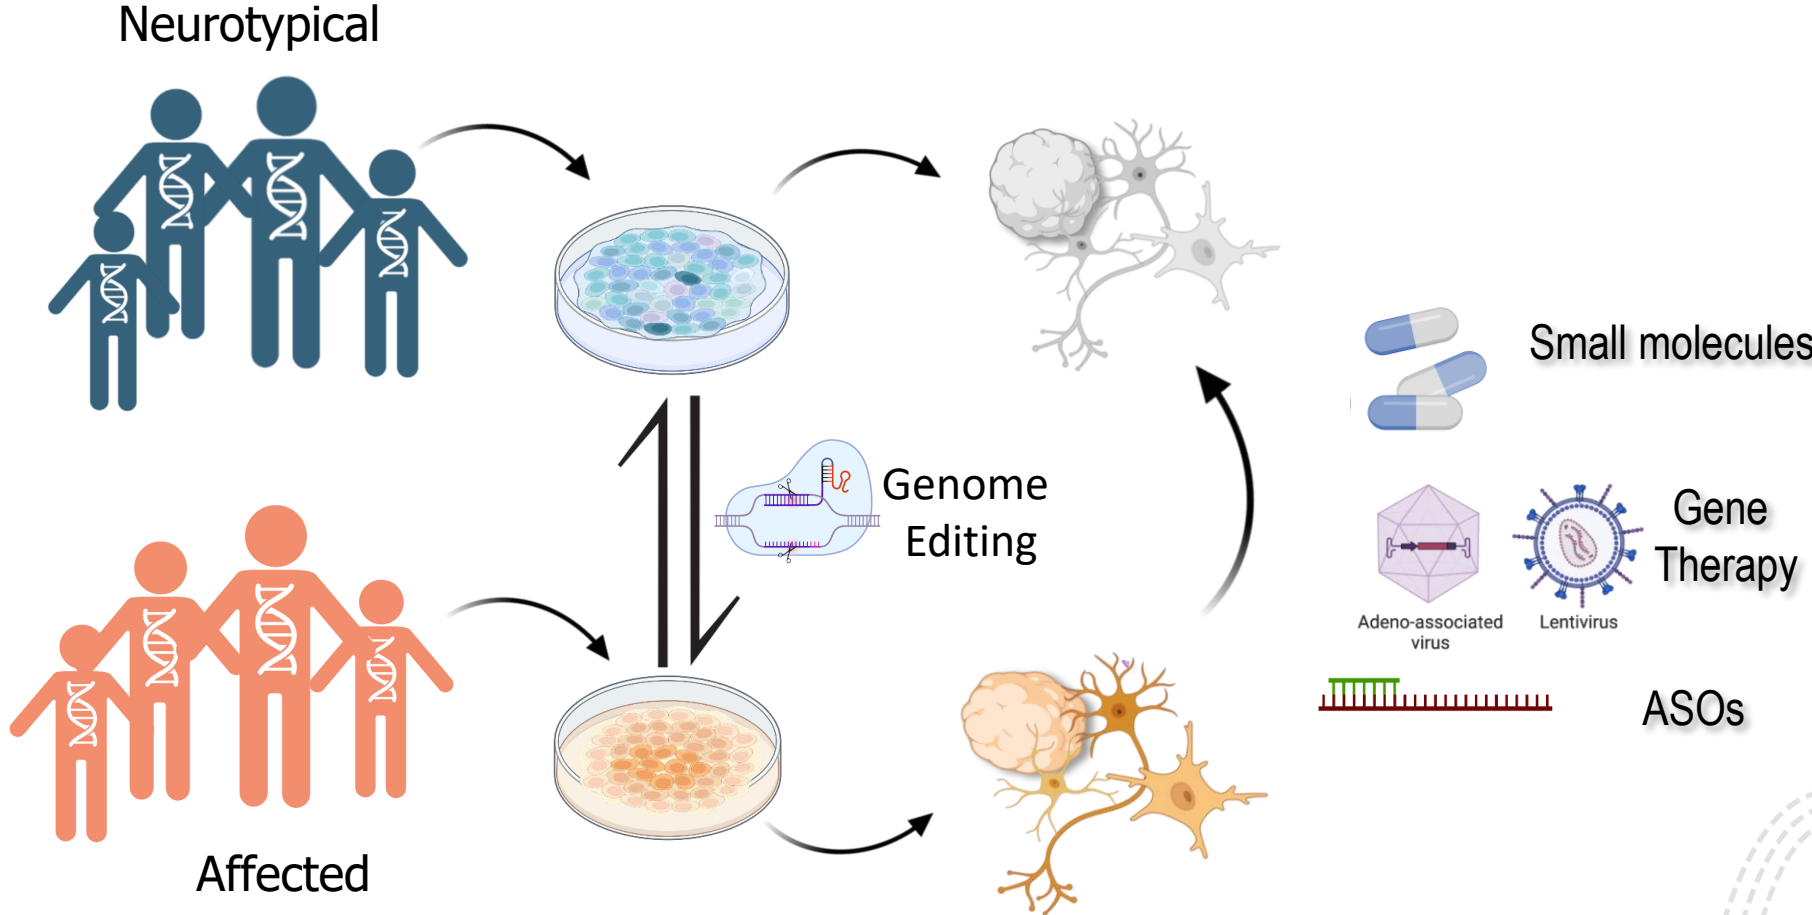 Neurotypical
Genome
Editing
Affected
Small molecules
Gene
Therapy
Adeno-associated
virus
Lentivirus
ASOs